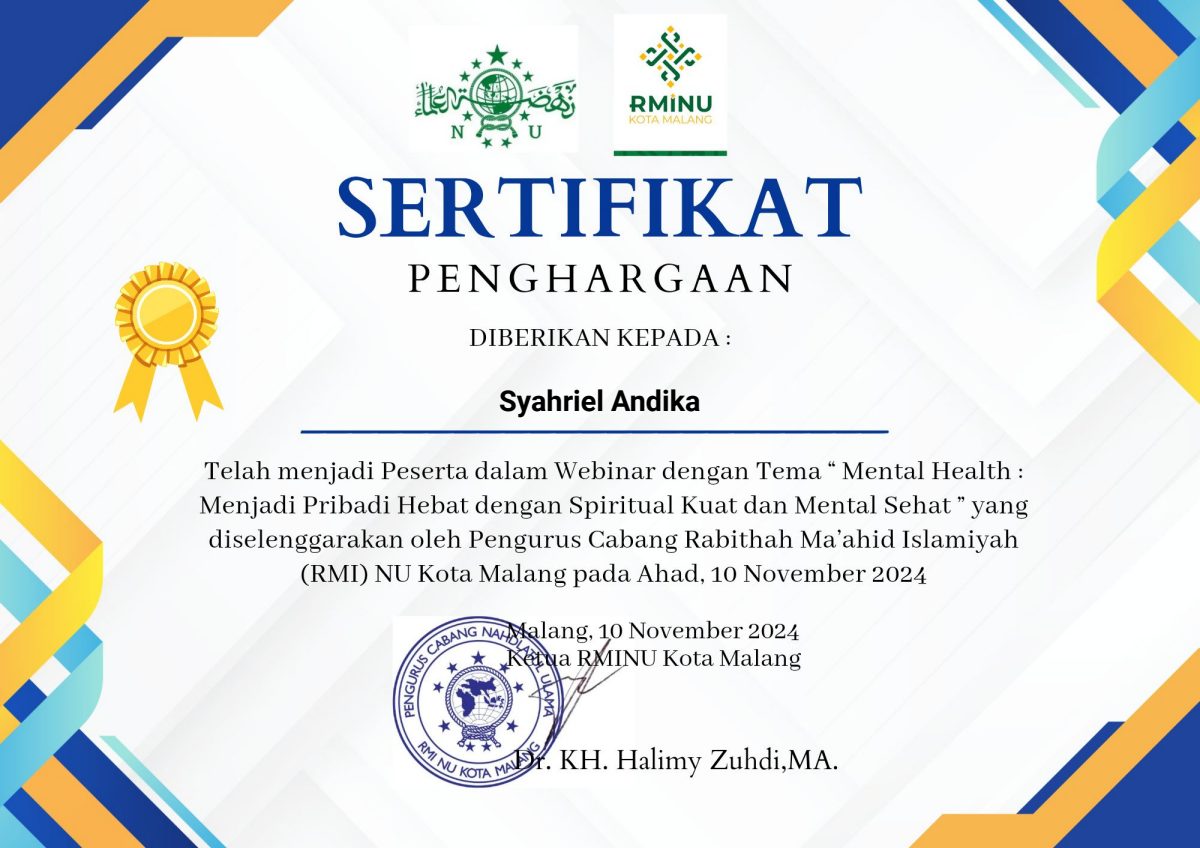 نهضة العلماء
N U
RMINU
KOTA MALANG
SERTIFIKAT
PENGHARGAAN
DIBERIKAN KEPADA :
Syahriel Andika
Telah menjadi Peserta dalam Webinar dengan Tema “ Mental Health :
Menjadi Pribadi Hebat dengan Spiritual Kuat dan Mental Sehat ” yang
diselenggarakan oleh Pengurus Cabang Rabithah Ma’ahid Islamiyah
(RMI) NU Kota Malang pada Ahad, 10 November 2024
Malang, 10 November 2024
Ketua RMINU Kota Malang
PENGURUS CABANG NAHDLATUL ULAMA
RMI NU KOTA MALANG
Dr. KH. Halimy Zuhdi,MA.